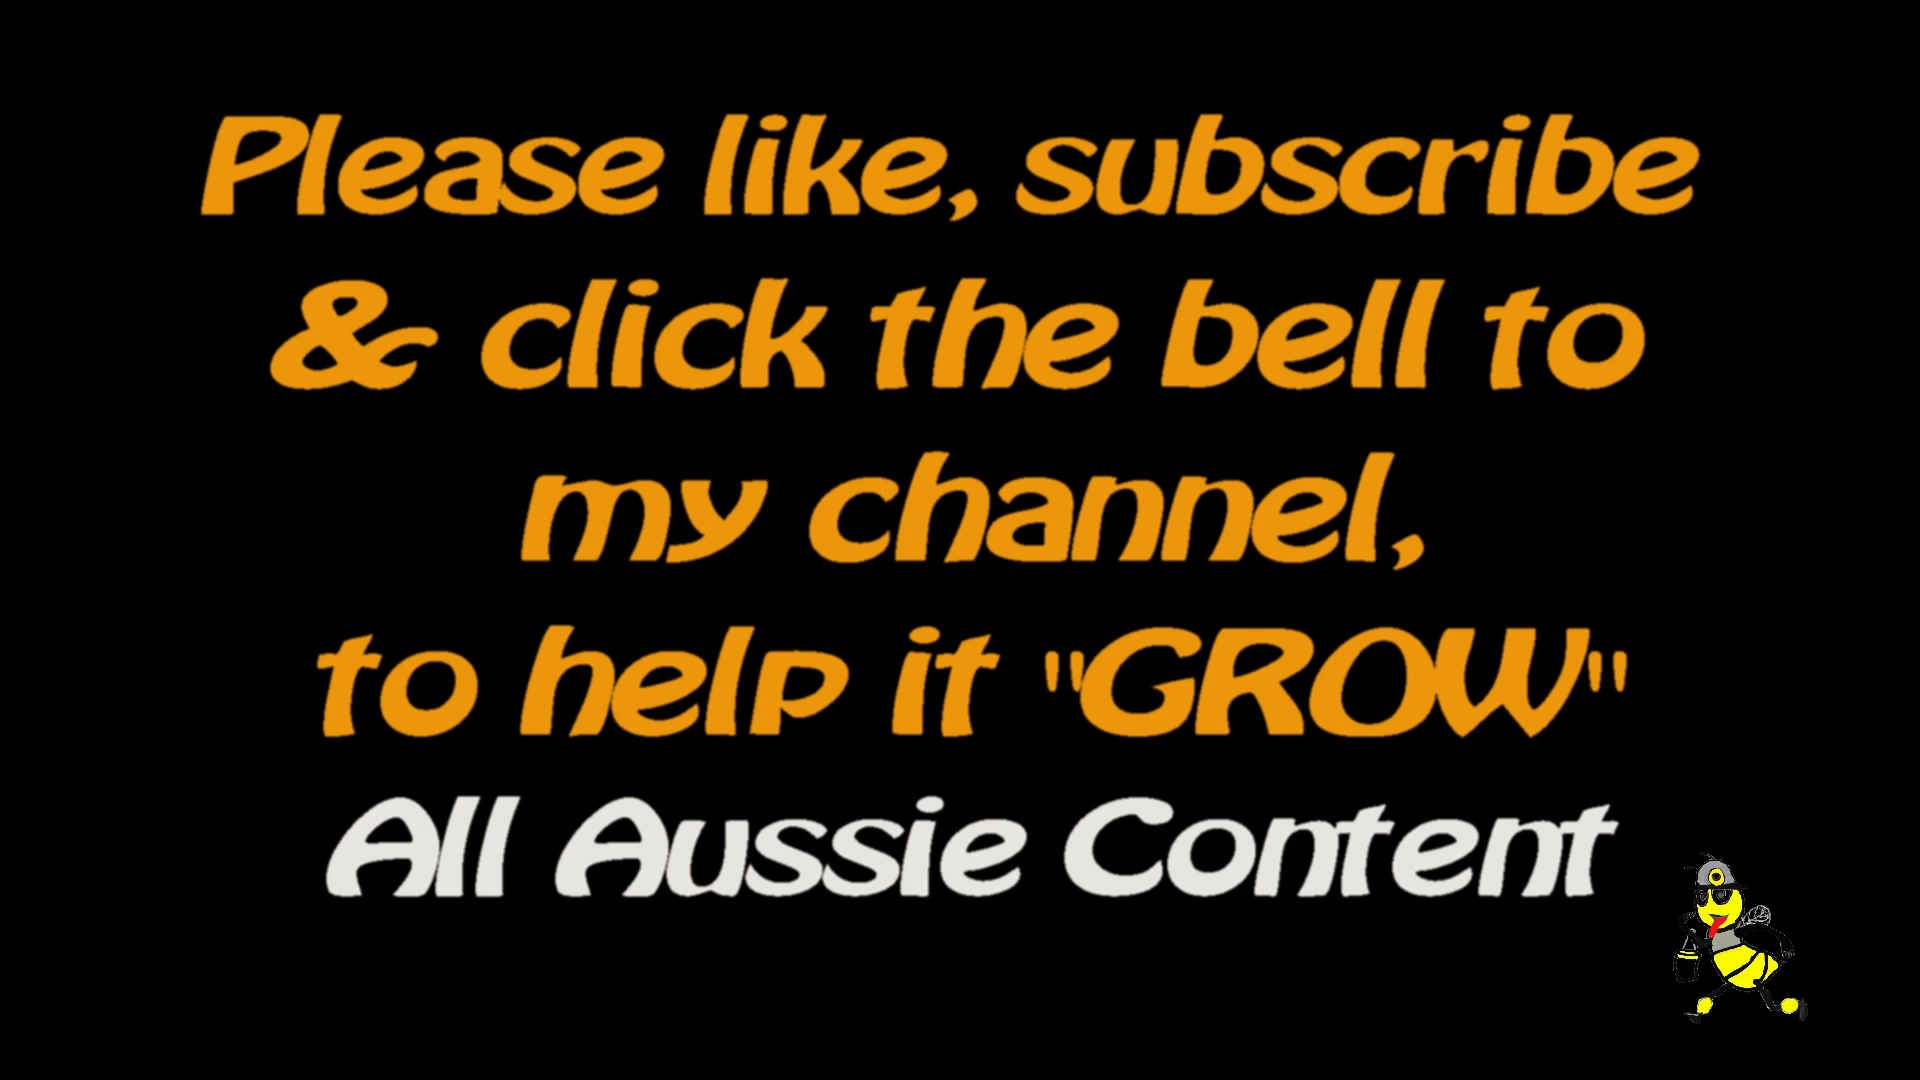 Please like, subscribe
& click the bell to
my channel,
to help it "GROW"
All Aussie Content